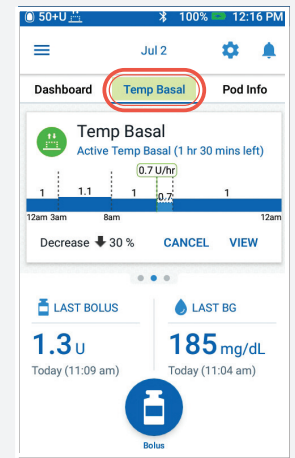 50+U 100% 12:16 PM
Jul 2
Dashboard Temp Basal Pod Info
Temp Basal
Active Temp Basal (1 hr 30 mins left)
0.7 U/hr
1 1.1 1 0.7 1
12am 3am 8am 12am
Decrease 30 % CANCEL VIEW
LAST BOLUS LAST BG
1.3 U 185 mg/dL
Today (11:09 am) Today (11:04 am)
Bolus